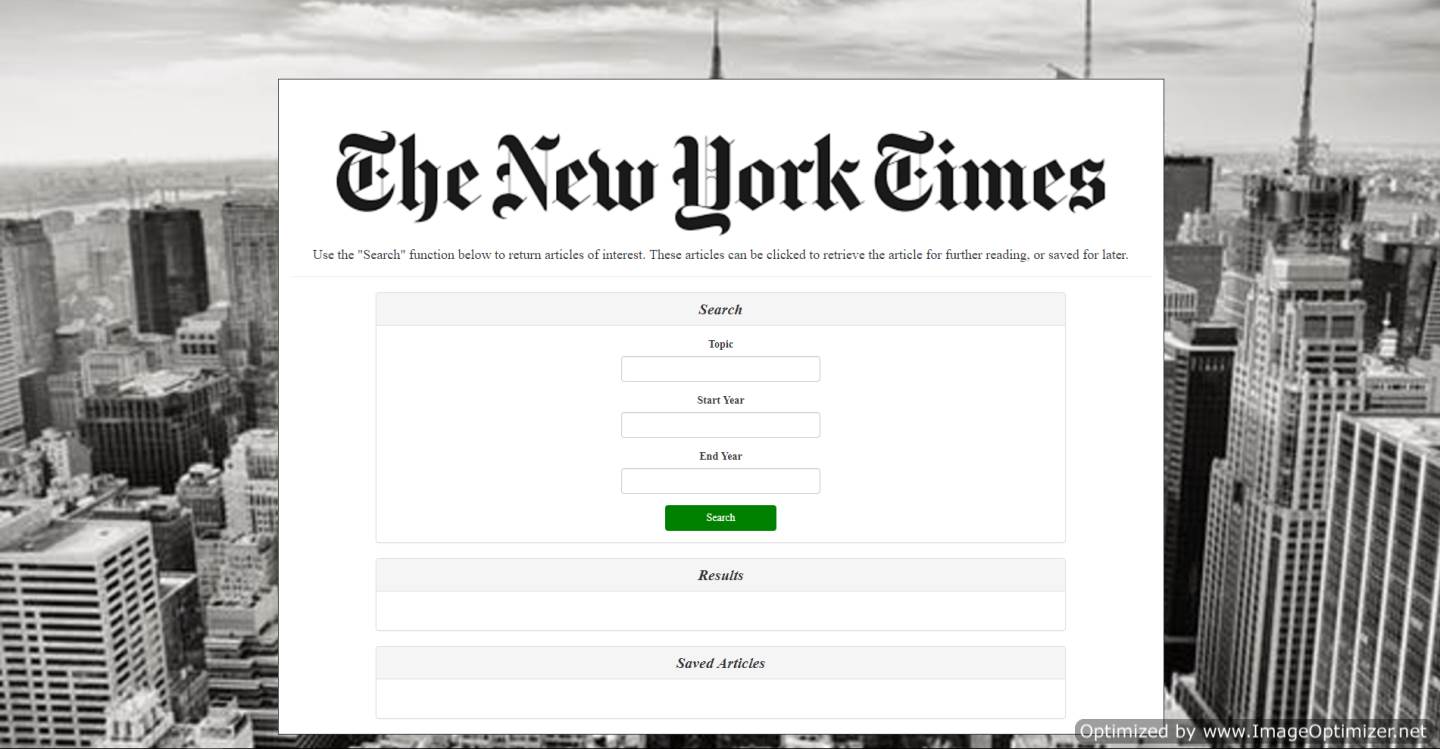 The New York Times
Use the "Search" function below to return articles of interest. These articles can be clicked to retrieve the article for further reading, or saved for later.
Search
Topic
Start Year
End Year
Search
Results
Saved Articles
Optimized by www.ImageOptimizer.net